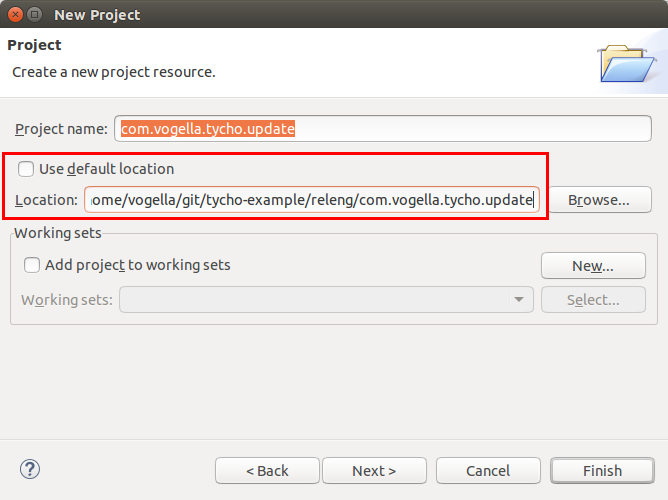 New Project
Project
Create a new project resource.
Project name: com.vogella.tycho.update
Use default location
Location: ome/vogella/git/tycho-example/releng/com.vogella.tycho.update Browse...
Working sets
Add project to working sets New...
Working sets: Select...
? < Back Next > Cancel Finish